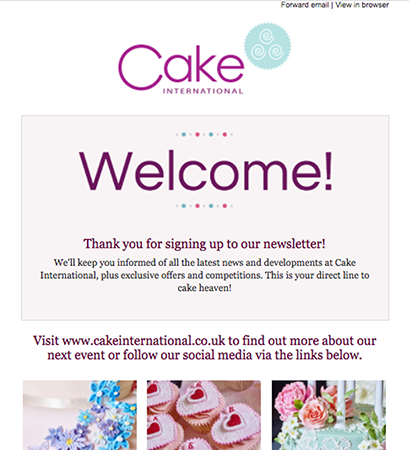 Forward email | View in browser
Cake
INTERNATIONAL
Welcome!
Thank you for signing up to our newsletter!
We'll keep you informed of all the latest news and developments at Cake
International, plus exclusive offers and competitions. This is your direct line to
cake heaven!
Visit www.cakeinternational.co.uk to find out more about our
next event or follow our social media via the links below.